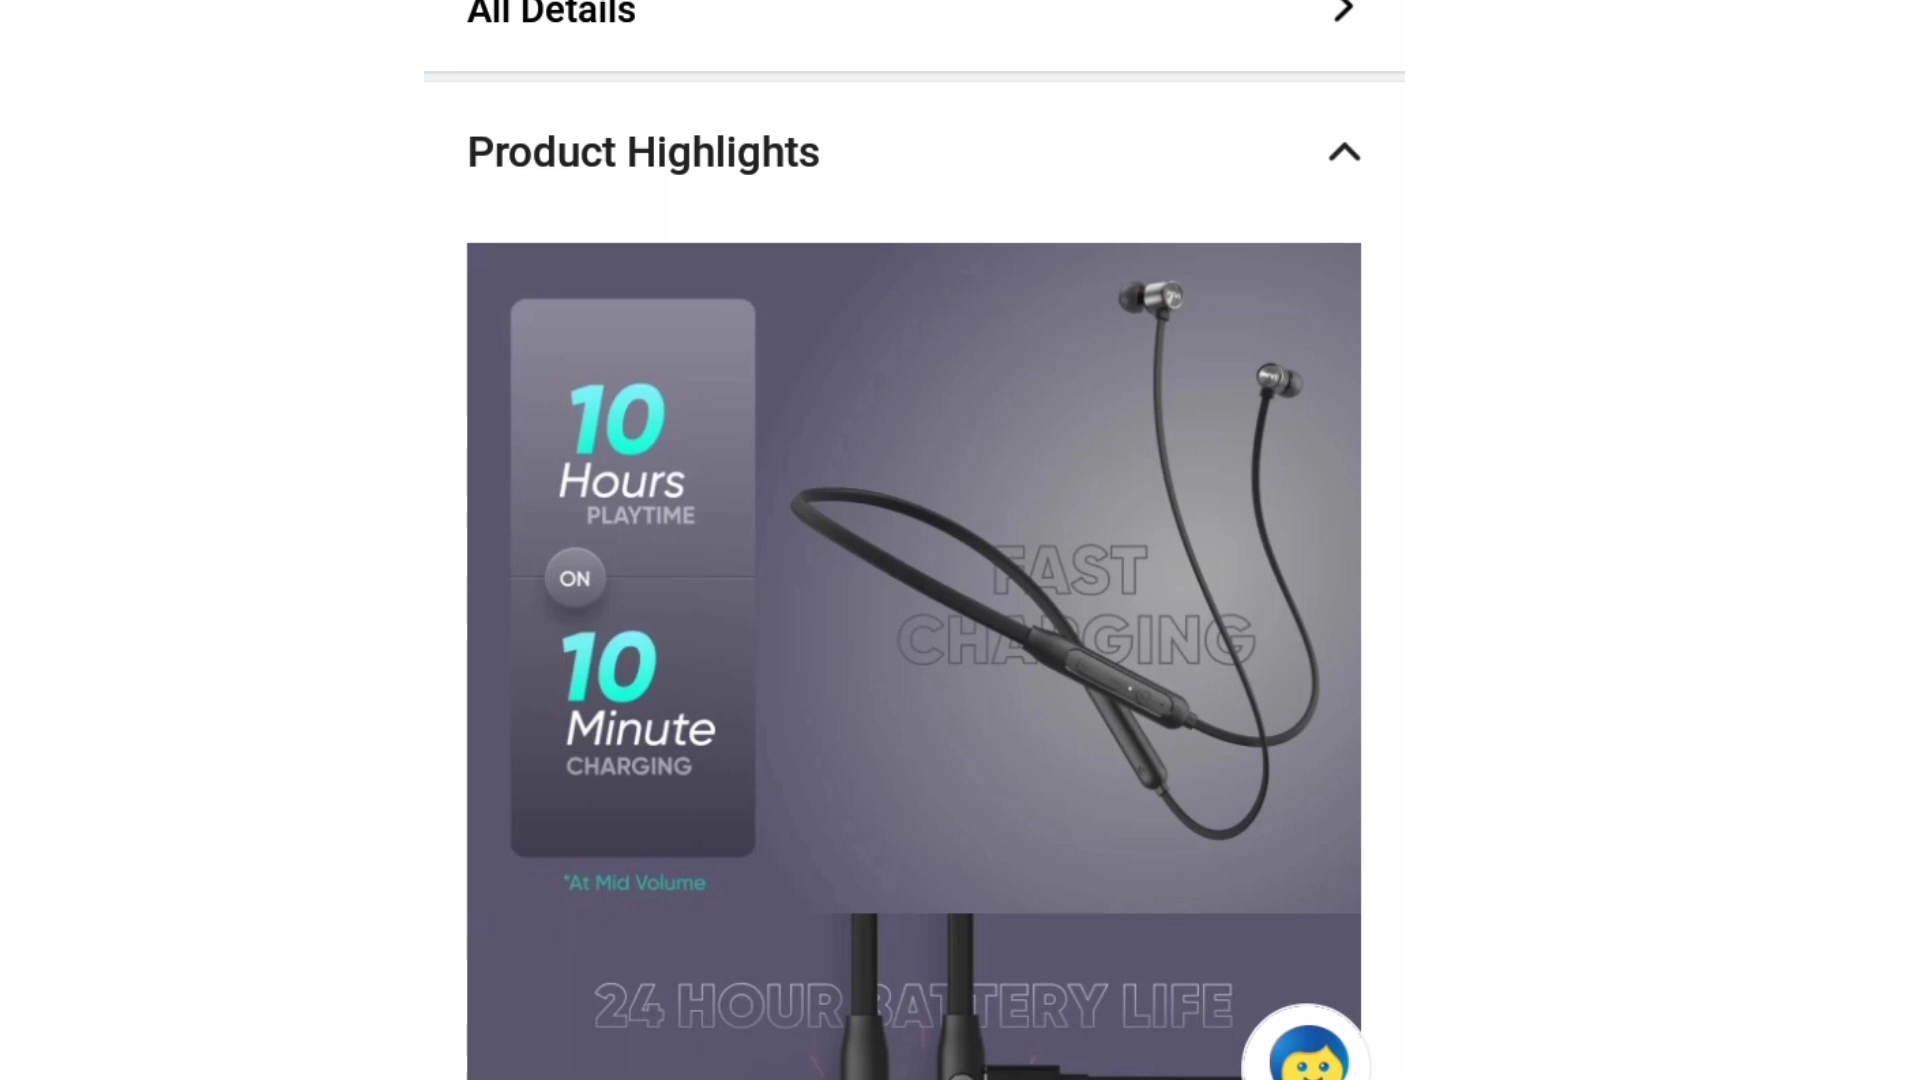 All Details
Product Highlights
10
Hours
PLAYTIME
ON
10
Minute
CHARGING
*At Mid Volume
FAST
CHARGING
24 HOUR BATTERY LIFE